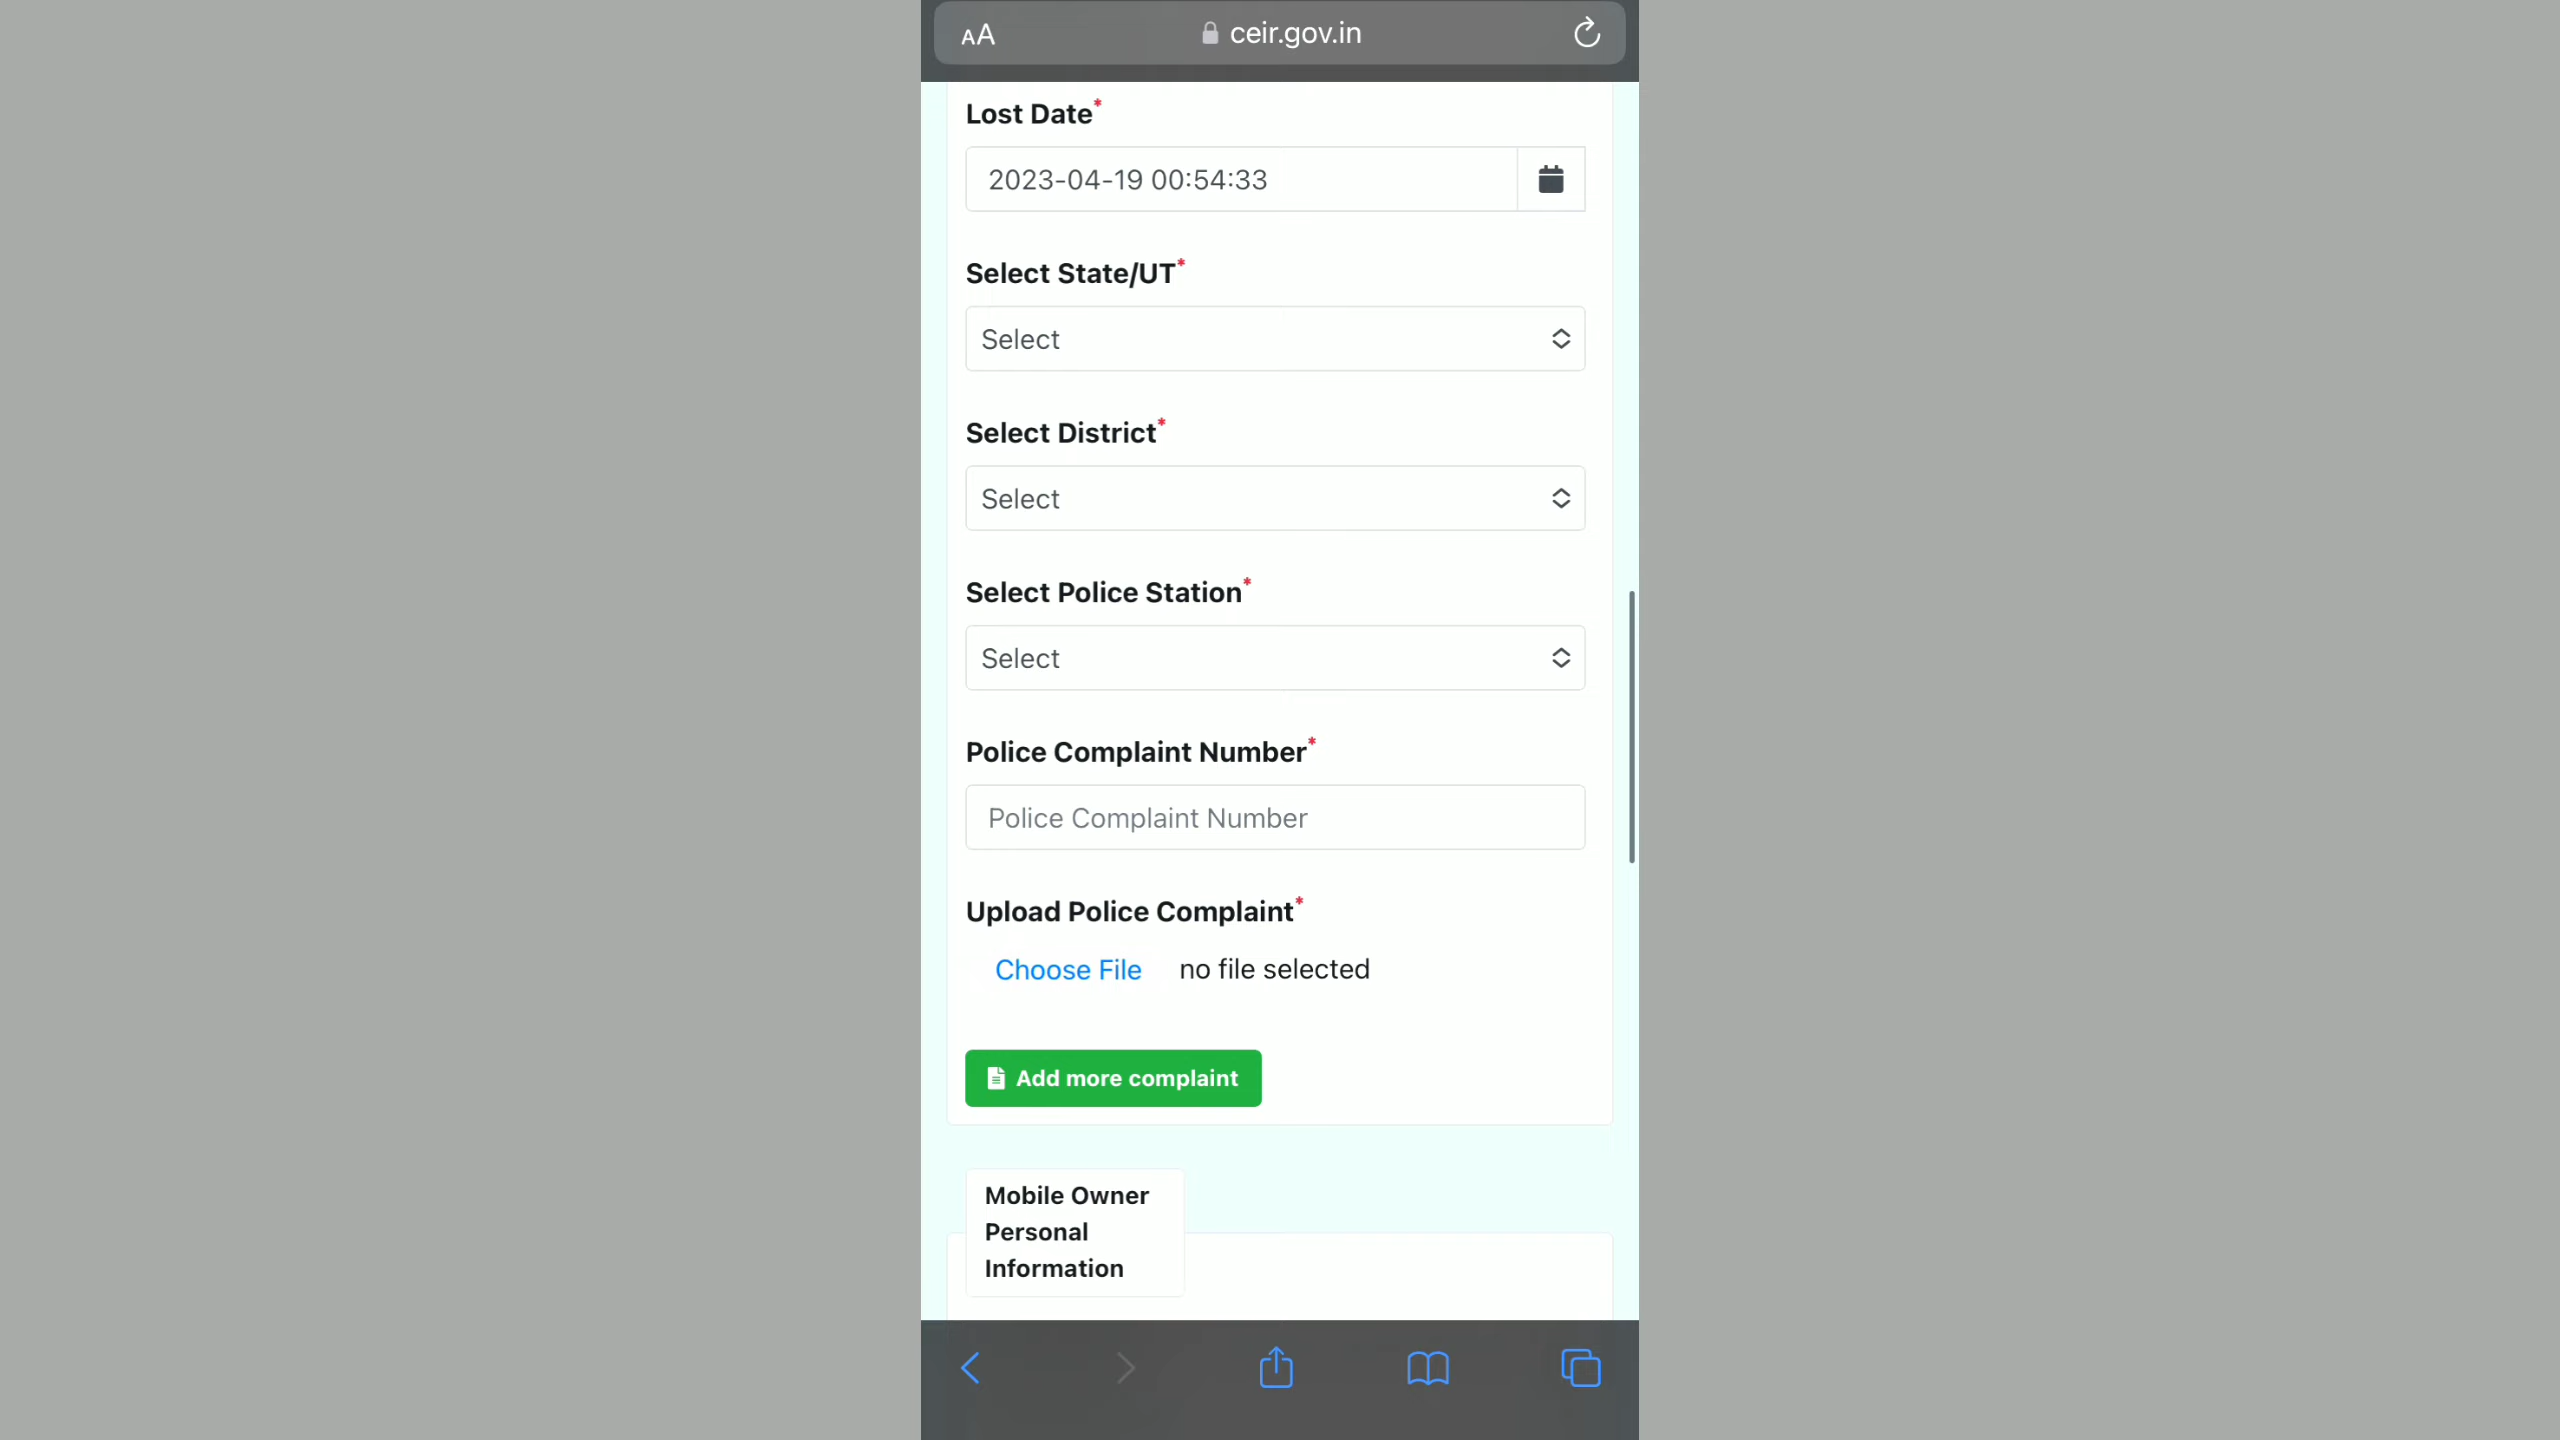 AA ceir.gov.in
Lost Date*
2023-04-19 00:54:33
Select State/UT*
Select
Select District*
Select
Select Police Station*
Select
Police Complaint Number*
Police Complaint Number
Upload Police Complaint*
Choose File no file selected
Add more complaint
Mobile Owner
Personal
Information